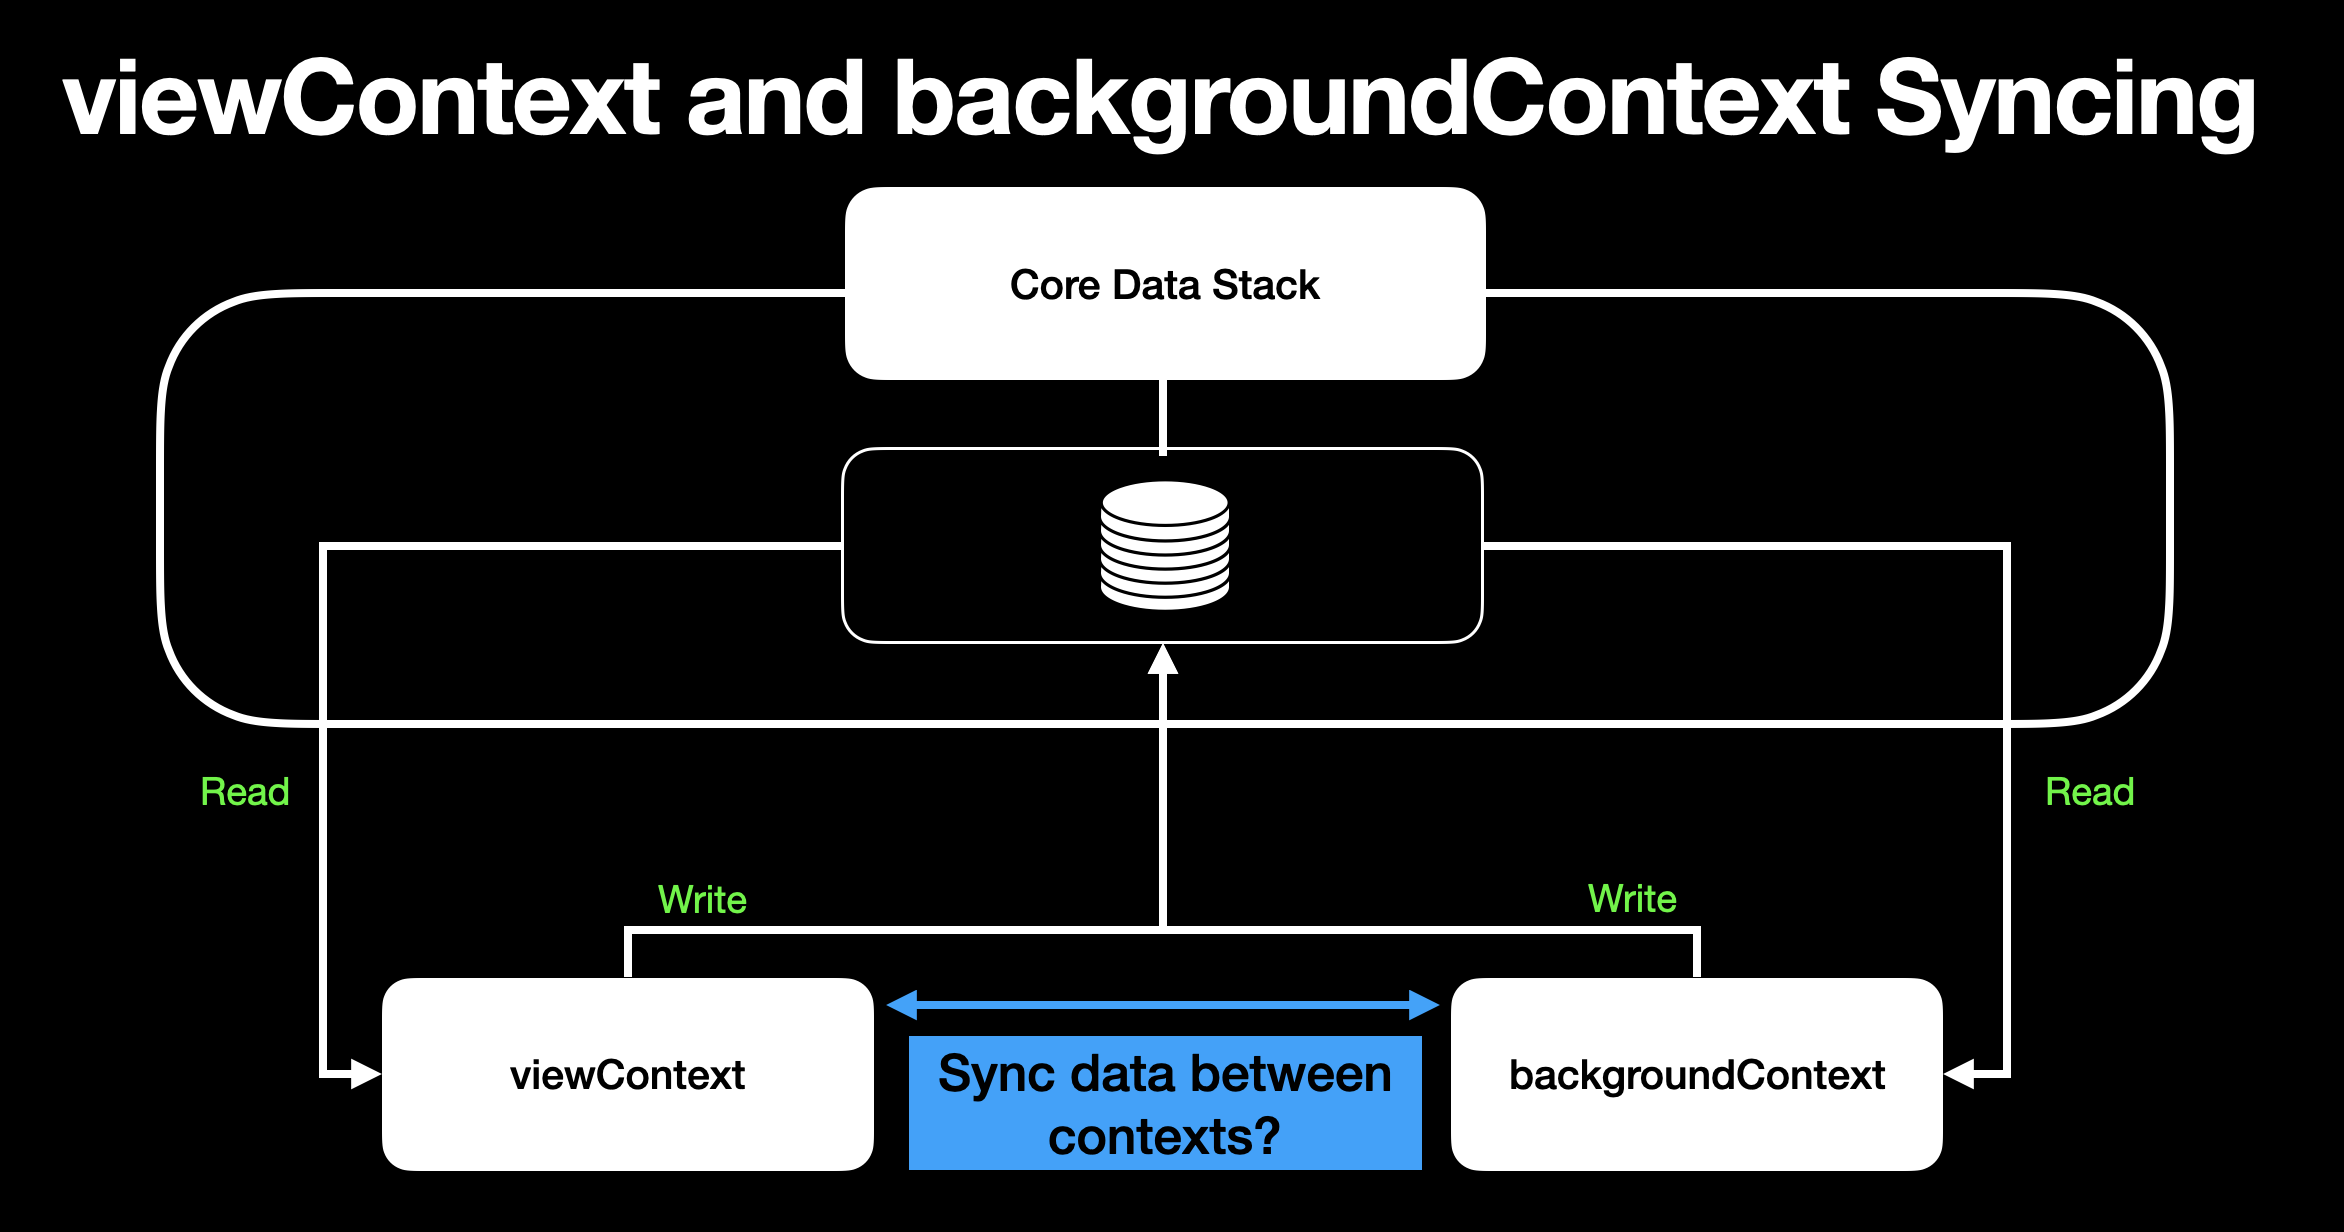 viewContext and backgroundContext Syncing
Core Data Stack
Read
Read
Write
Write
viewContext
Sync data between
contexts?
backgroundContext